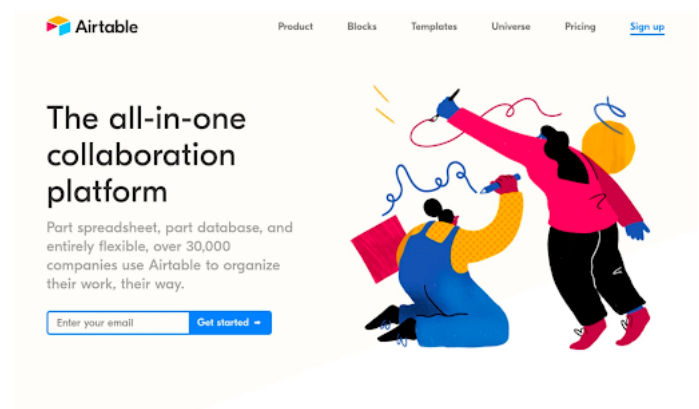 Airtable
Product
Blocks
Templates
Universe
Pricing
Sign up
The all-in-one
collaboration
platform
Part spreadsheet, part database, and
entirely flexible, over 30,000
companies use Airtable to organize
their work, their way.
Enter your email
Get started →